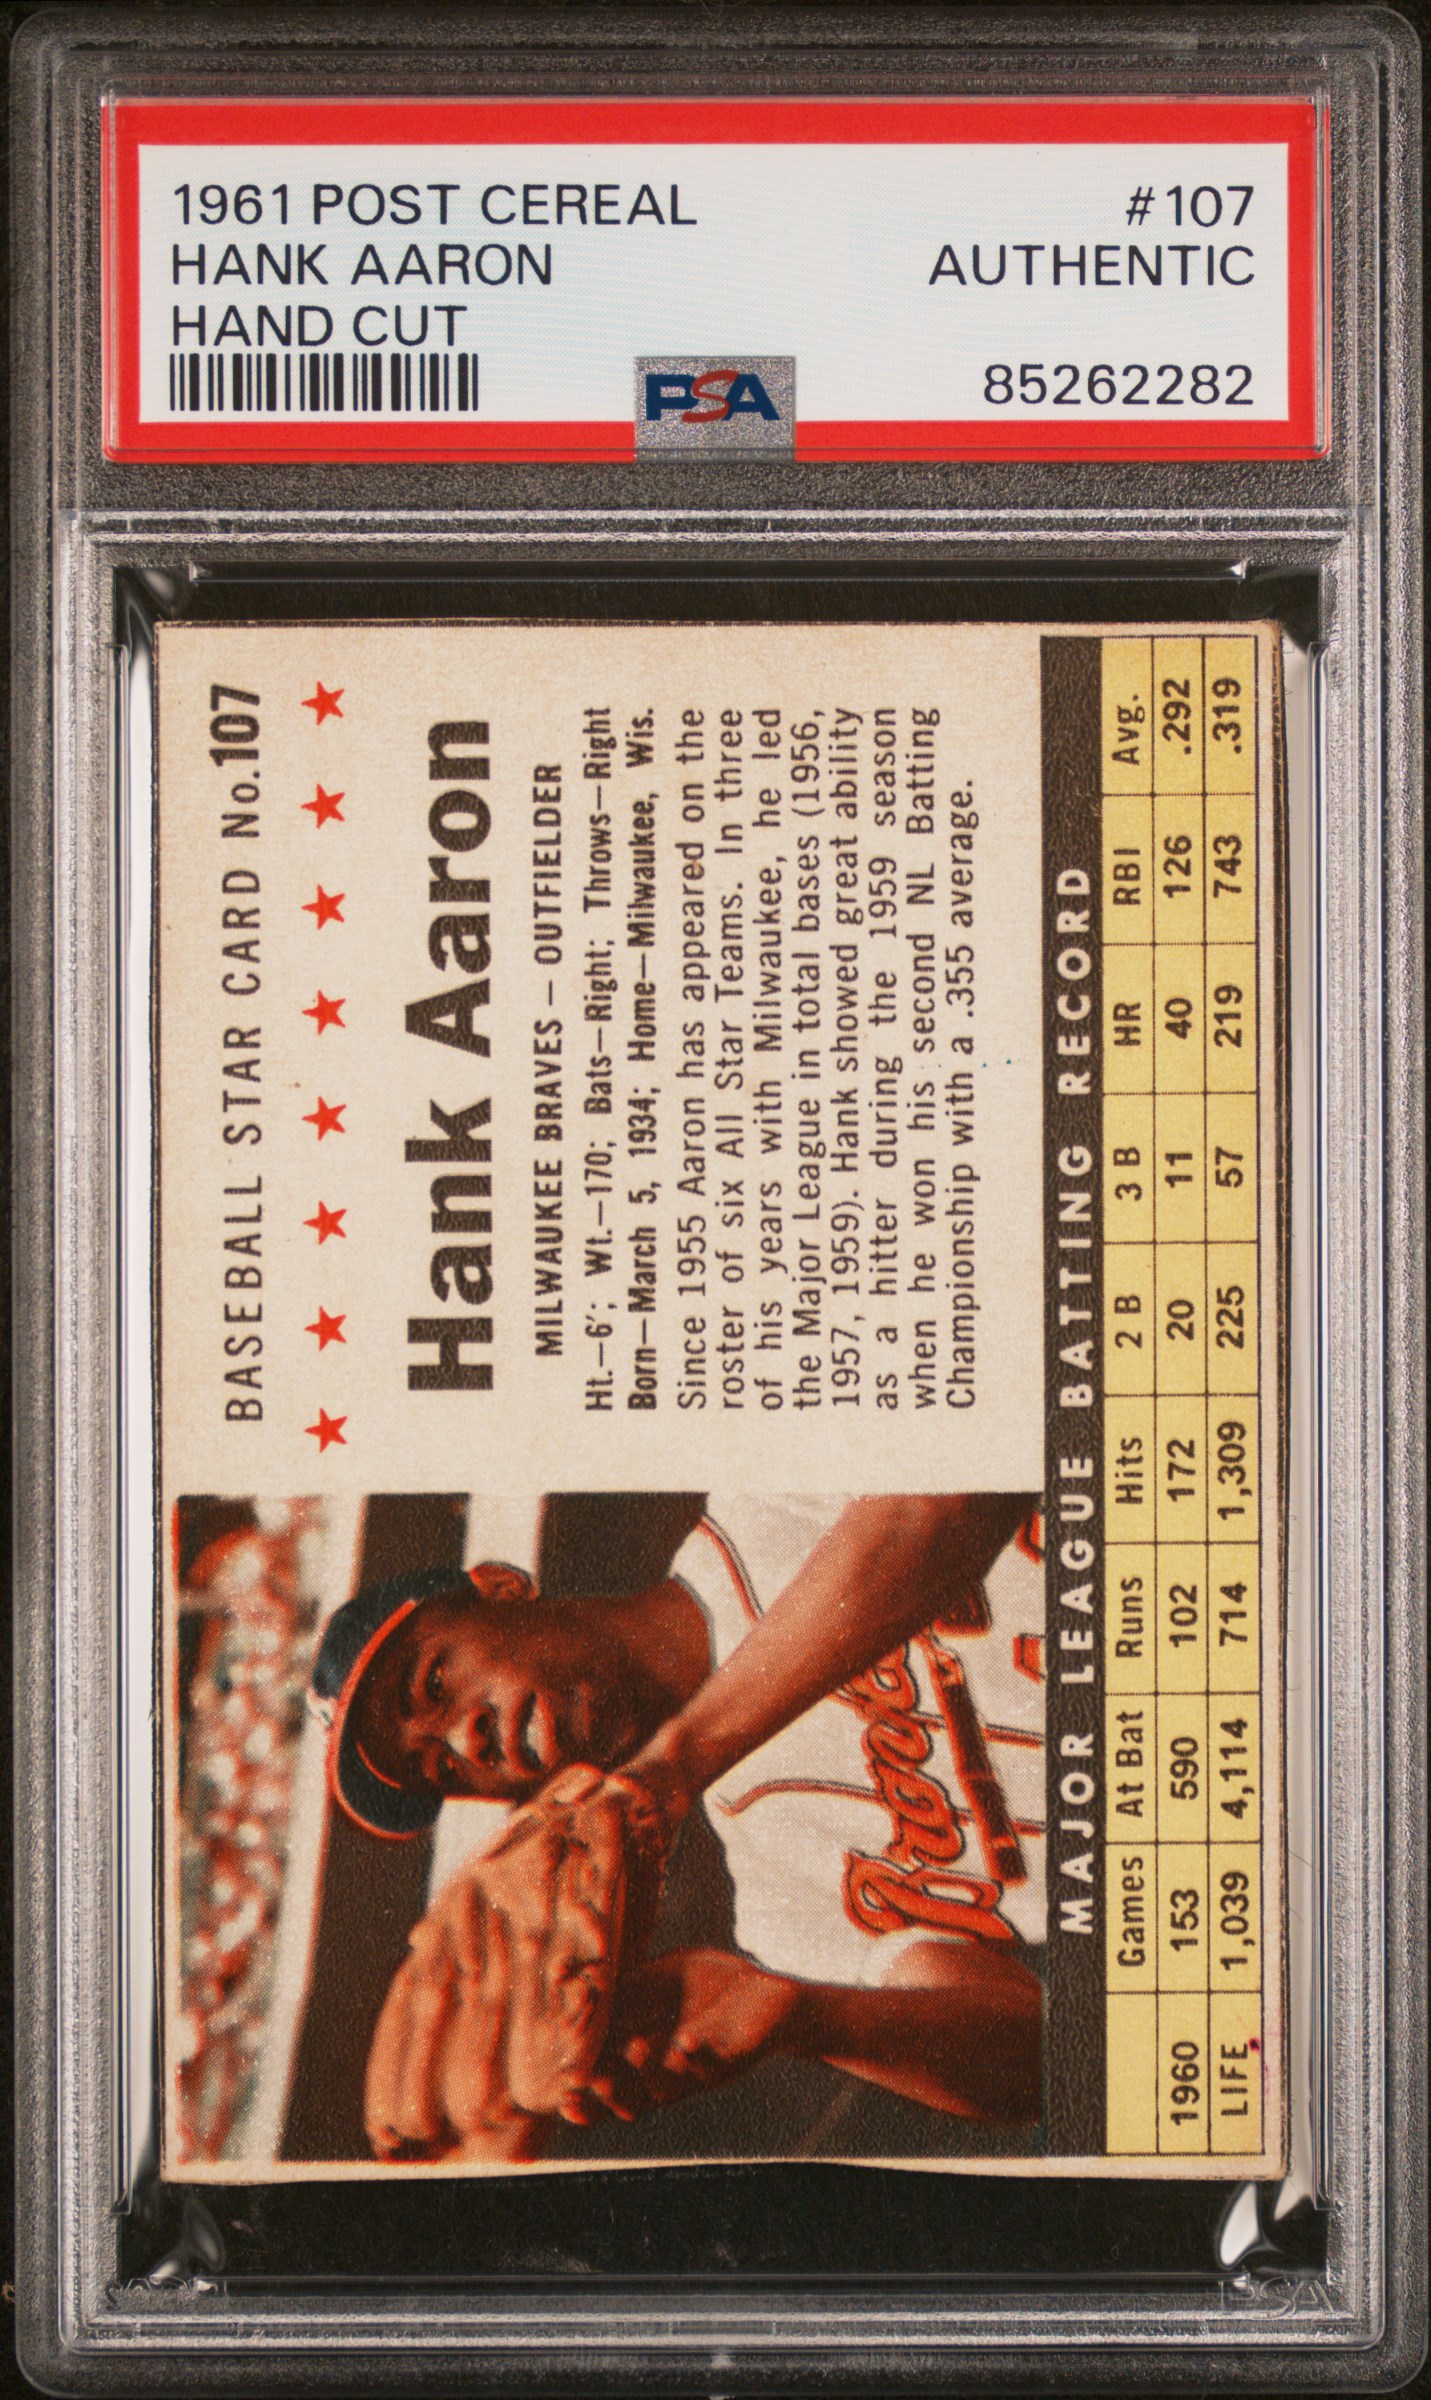 1961 POST CEREAL #107
HANK AARON AUTHENTIC
HAND CUT
PSA 85262282
BASEBALL STAR CARD No.107
Hank Aaron
MILWAUKEE BRAVES – OUTFIELDER
Ht.–6'; Wt.–170; Bats–Right; Throws–Right
Born–March 5, 1934; Home–Milwaukee, Wis.
Since 1955 Aaron has appeared on the
roster of six All Star Teams. In three
of his years with Milwaukee, he led
the Major League in total bases (1956,
1957, 1959). Hank showed great ability
as a hitter during the 1959 season
when he won his second NL Batting
Championship with a .355 average.
Braves
MAJOR LEAGUE BATTING RECORD
Games At Bat Runs Hits 2 B 3 B HR RBI Avg.
1960 153 590 102 172 20 11 40 126 .292
LIFE 1,039 4,114 714 1,309 225 57 219 743 .319
PSA